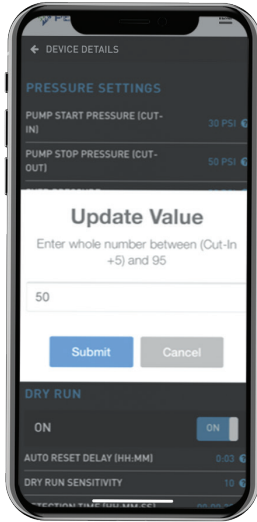 DEVICE DETAILS
PRESSURE SETTINGS
PUMP START PRESSURE (CUT-
IN)
30 PSI
PUMP STOP PRESSURE (CUT-
OUT)
50 PSI
Update Value
Enter whole number between (Cut-In
+5) and 95
50
Submit
Cancel
DRY RUN
ON
ON
AUTO RESET DELAY (HH:MM)
0:03
DRY RUN SENSITIVITY
10